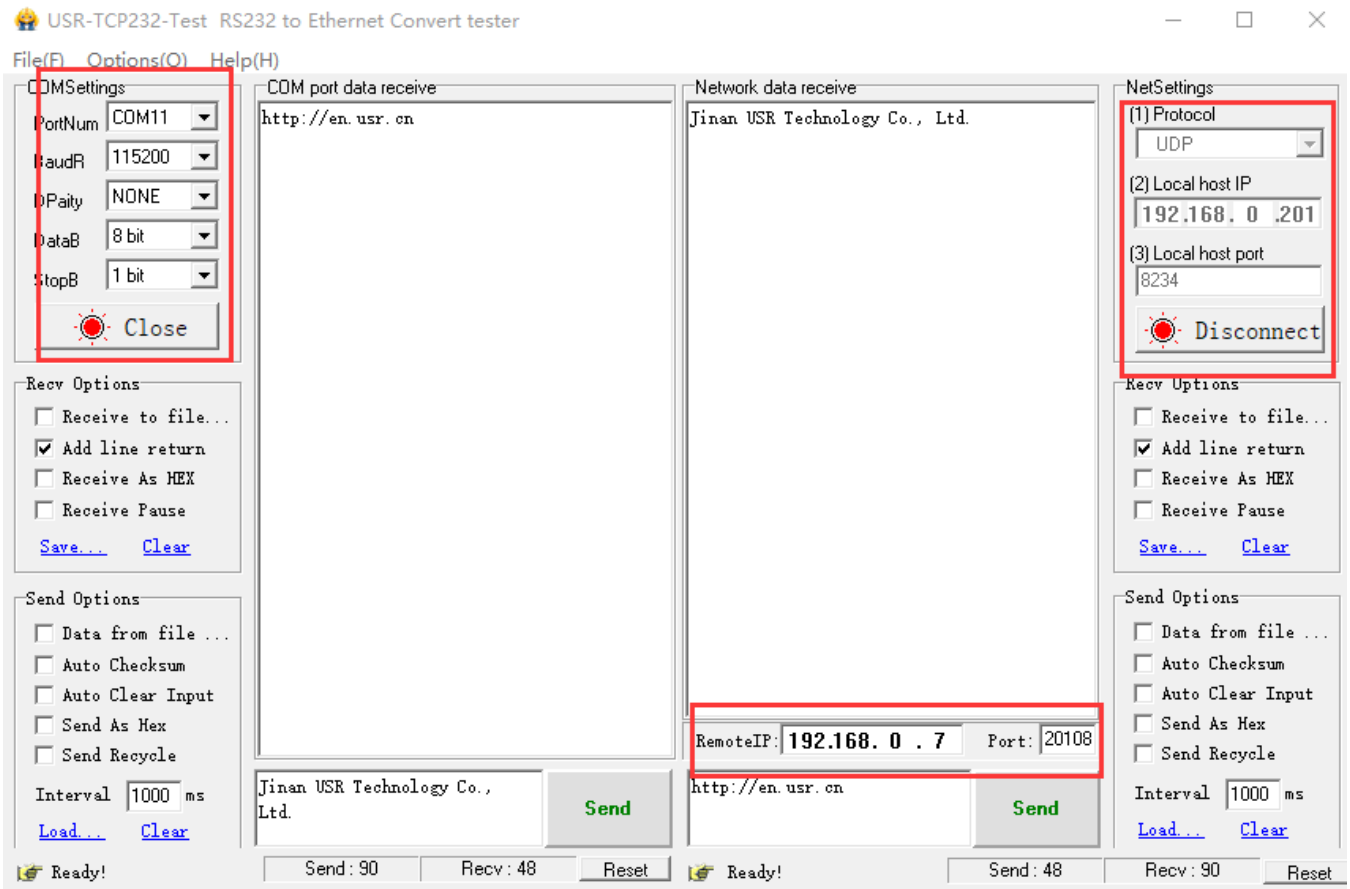 USR-TCP232-Test RS232 to Ethernet Convert tester
File(F) Options(O) Help(H)
COMSettings
PortNum COM11
BaudR 115200
DPaity NONE
DataB 8 bit
StopB 1 bit
Close
Recv Options
Receive to file...
Add line return
Receive As HEX
Receive Pause
Save... Clear
Send Options
Data from file ...
Auto Checksum
Auto Clear Input
Send As Hex
Send Recycle
Interval 1000 ms
Load... Clear
COM port data receive
http://en.usr.cn
Jinan USR Technology Co.,
Ltd.
Send
Network data receive
Jinan USR Technology Co., Ltd.
RemoteIP: 192.168. 0 . 7 Port: 20108
http://en.usr.cn
Send
NetSettings
(1) Protocol
UDP
(2) Local host IP
192.168. 0 .201
(3) Local host port
8234
Disconnect
Recv Options
Receive to file...
Add line return
Receive As HEX
Receive Pause
Save... Clear
Send Options
Data from file ...
Auto Checksum
Auto Clear Input
Send As Hex
Send Recycle
Interval 1000 ms
Load... Clear
Ready! Send : 90 Recv : 48 Reset
Ready! Send : 48 Recv : 90 Reset